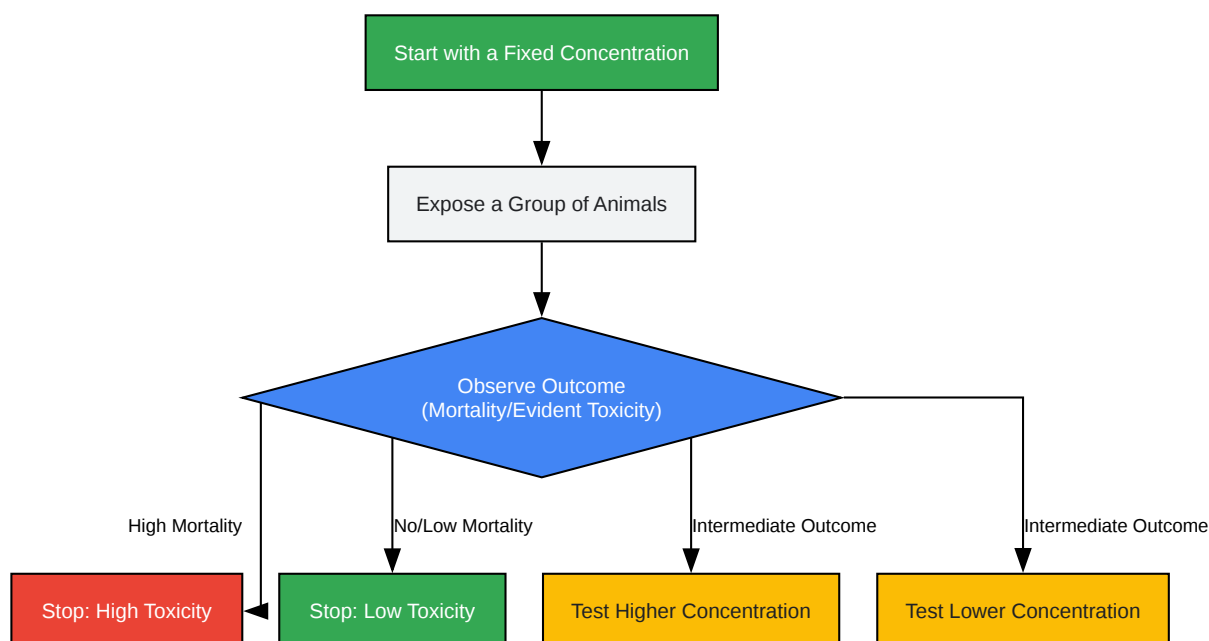 Start with a Fixed Concentration
Expose a Group of Animals
Observe Outcome
(Mortality/Evident Toxicity)
High Mortality
No/Low Mortality
Intermediate Outcome
Intermediate Outcome
Stop: High Toxicity
Stop: Low Toxicity
Test Higher Concentration
Test Lower Concentration